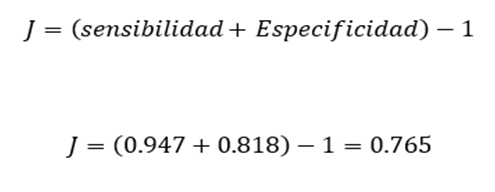 J = (sensibilidad + Especificidad) − 1
J = (0.947 + 0.818) − 1 = 0.765